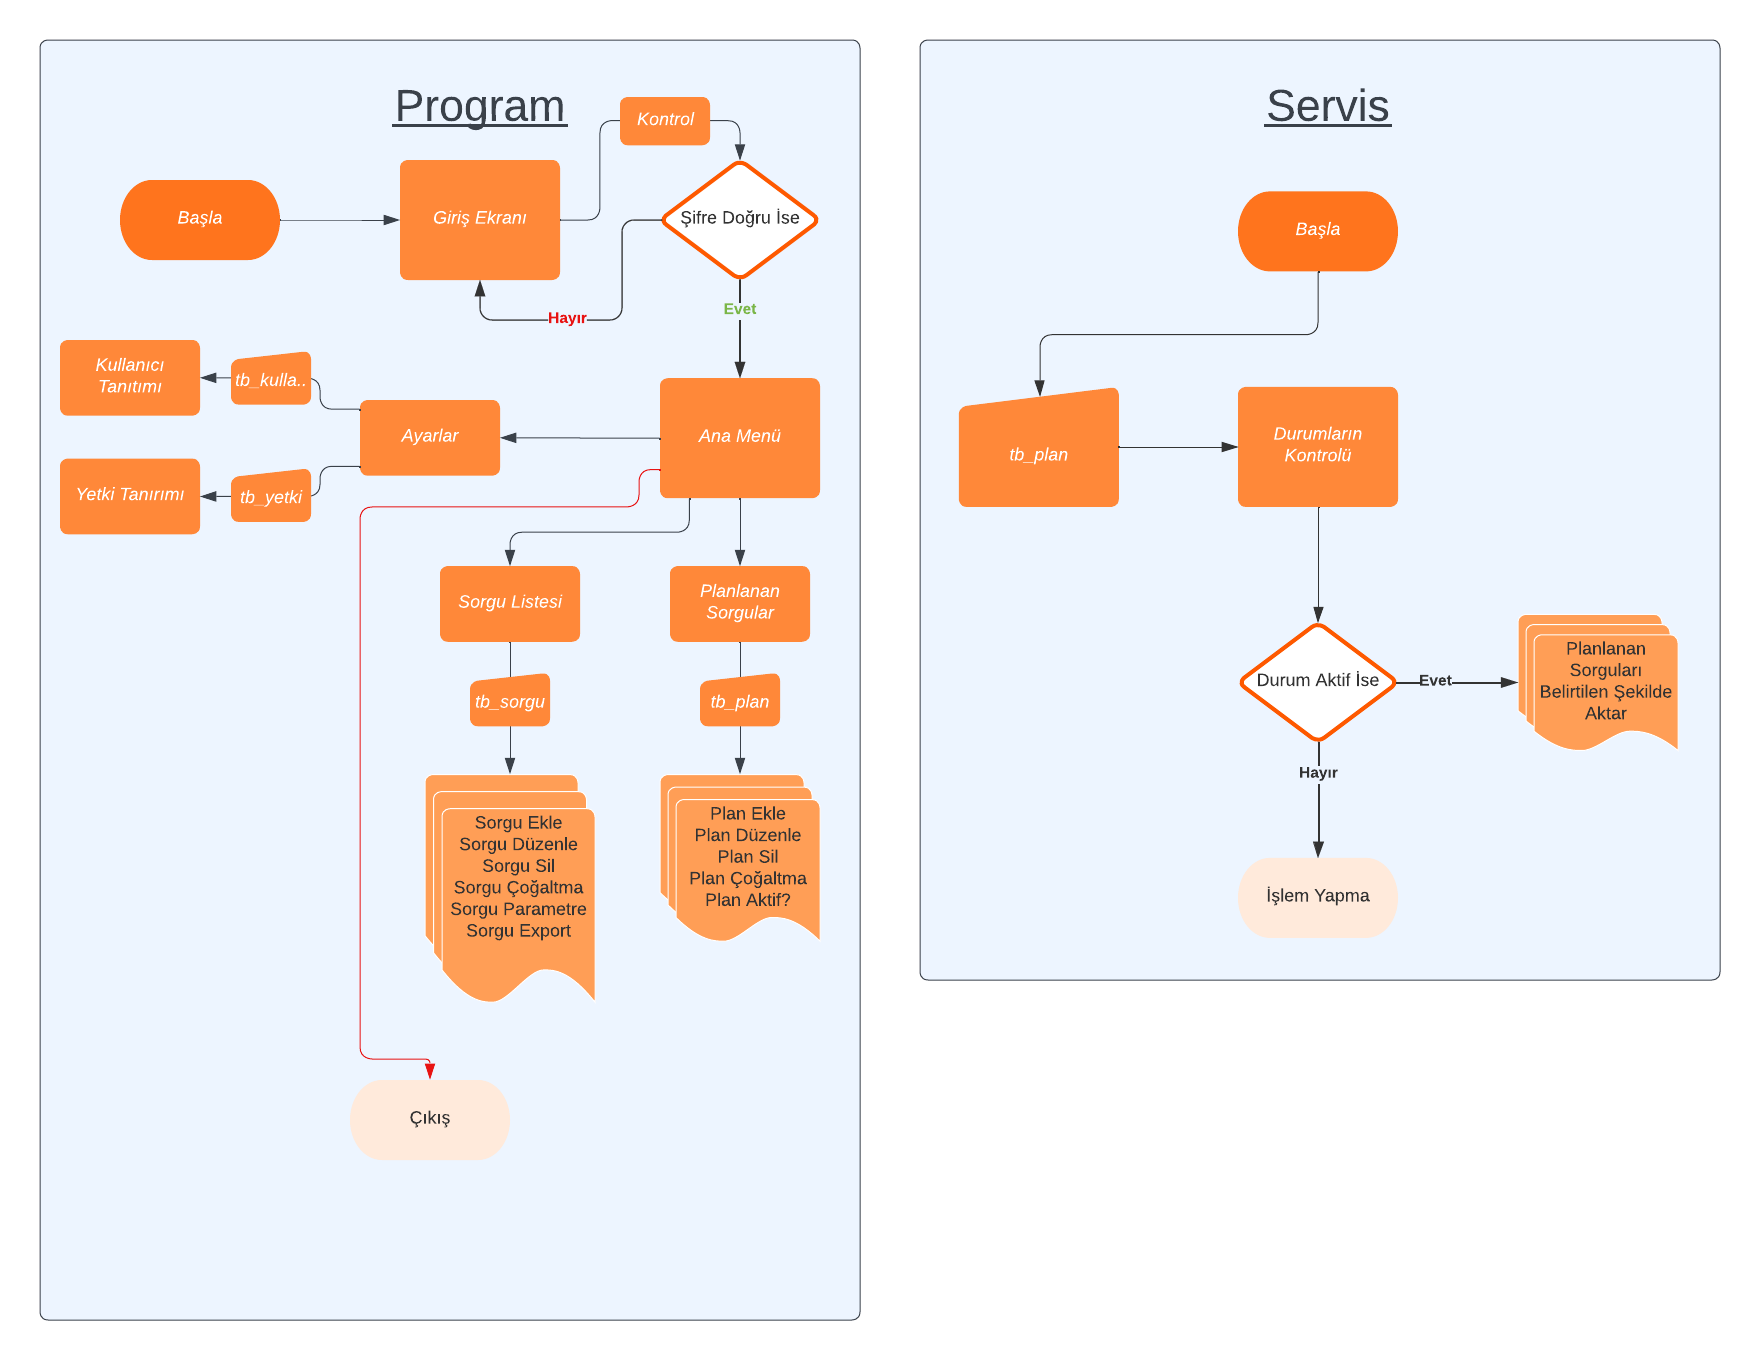 Program
Kontrol
Başla
Giriş Ekranı
Şifre Doğru İse
Hayır
Evet
Kullanıcı
Tanıtımı
tb_kulla..
Ayarlar
Ana Menü
Yetki Tanırımı
tb_yetki
Sorgu Listesi
Planlanan
Sorgular
tb_sorgu
tb_plan
Sorgu Ekle
Sorgu Düzenle
Sorgu Sil
Sorgu Çoğaltma
Sorgu Parametre
Sorgu Export
Plan Ekle
Plan Düzenle
Plan Sil
Plan Çoğaltma
Plan Aktif?
Çıkış
Servis
Başla
tb_plan
Durumların
Kontrolü
Durum Aktif İse
Evet
Planlanan
Sorguları
Belirtilen Şekilde
Aktar
Hayır
İşlem Yapma